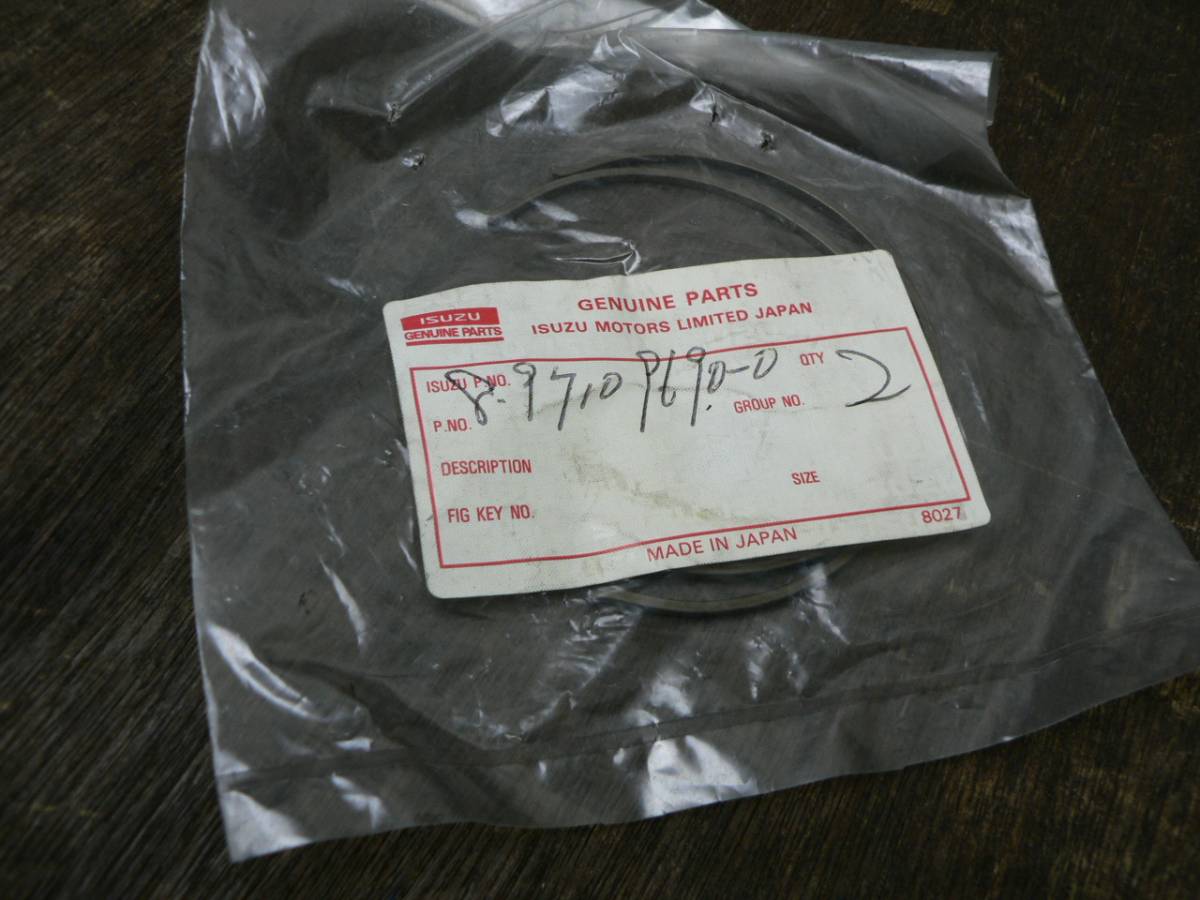 ISUZU
GENUINE PARTS
GENUINE PARTS
ISUZU MOTORS LIMITED JAPAN
ISUZU P.NO. 8-97109690-0 QTY 2
P.NO. GROUP NO.
DESCRIPTION SIZE
FIG KEY NO.
MADE IN JAPAN 8027